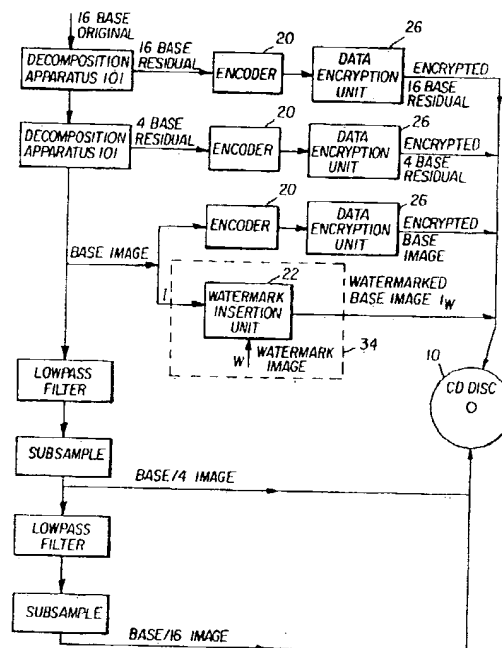 16 BASE
ORIGINAL
DECOMPOSITION
APPARATUS 101
16 BASE
RESIDUAL
20
ENCODER
26
DATA
ENCRYPTION
UNIT
ENCRYPTED
16 BASE
RESIDUAL
DECOMPOSITION
APPARATUS 101
4 BASE
RESIDUAL
20
ENCODER
26
DATA
ENCRYPTION
UNIT
ENCRYPTED
4 BASE
RESIDUAL
BASE IMAGE
20
ENCODER
26
DATA
ENCRYPTION
UNIT
ENCRYPTED
BASE
IMAGE
I
22
WATERMARK
INSERTION
UNIT
WATERMARKED
BASE IMAGE IW
W
WATERMARK
IMAGE
34
10
CD DISC
LOWPASS
FILTER
SUBSAMPLE
BASE/4 IMAGE
LOWPASS
FILTER
SUBSAMPLE
BASE/16 IMAGE